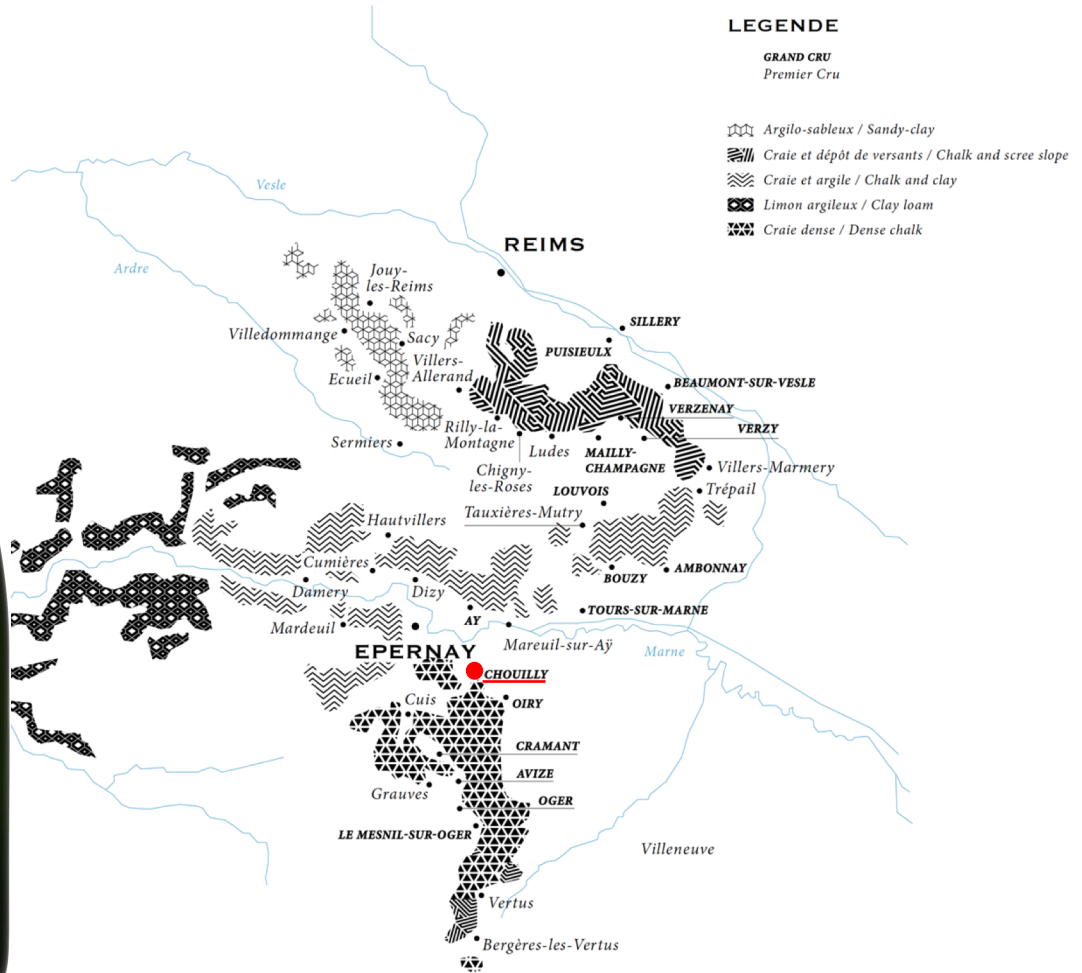 LEGENDE
GRAND CRU
Premier Cru
Argilo-sableux / Sandy-clay
Craie et dépôt de versants / Chalk and scree slope
Craie et argile / Chalk and clay
Limon argileux / Clay loam
Craie dense / Dense chalk
Vesle
REIMS
Ardre
Jouy-
les-Reims
SILLERY
Villedommange
Sacy
PUISIEULX
Villers-
Allerand
Ecueil
BEAUMONT-SUR-VESLE
VERZENAY
Rilly-la-
Montagne
VERZY
Sermiers
Ludes
MAILLY-
CHAMPAGNE
Chigny-
les-Roses
Villers-Marmery
Trépail
LOUVOIS
Tauxières-Mutry
Hautvillers
Cumières
AMBONNAY
BOUZY
Damery
Dizy
TOURS-SUR-MARNE
AY
Mardeuil
Mareuil-sur-Aÿ
Marne
EPERNAY
CHOUILLY
Cuis
OIRY
CRAMANT
AVIZE
Grauves
OGER
LE MESNIL-SUR-OGER
Villeneuve
Vertus
Bergères-les-Vertus